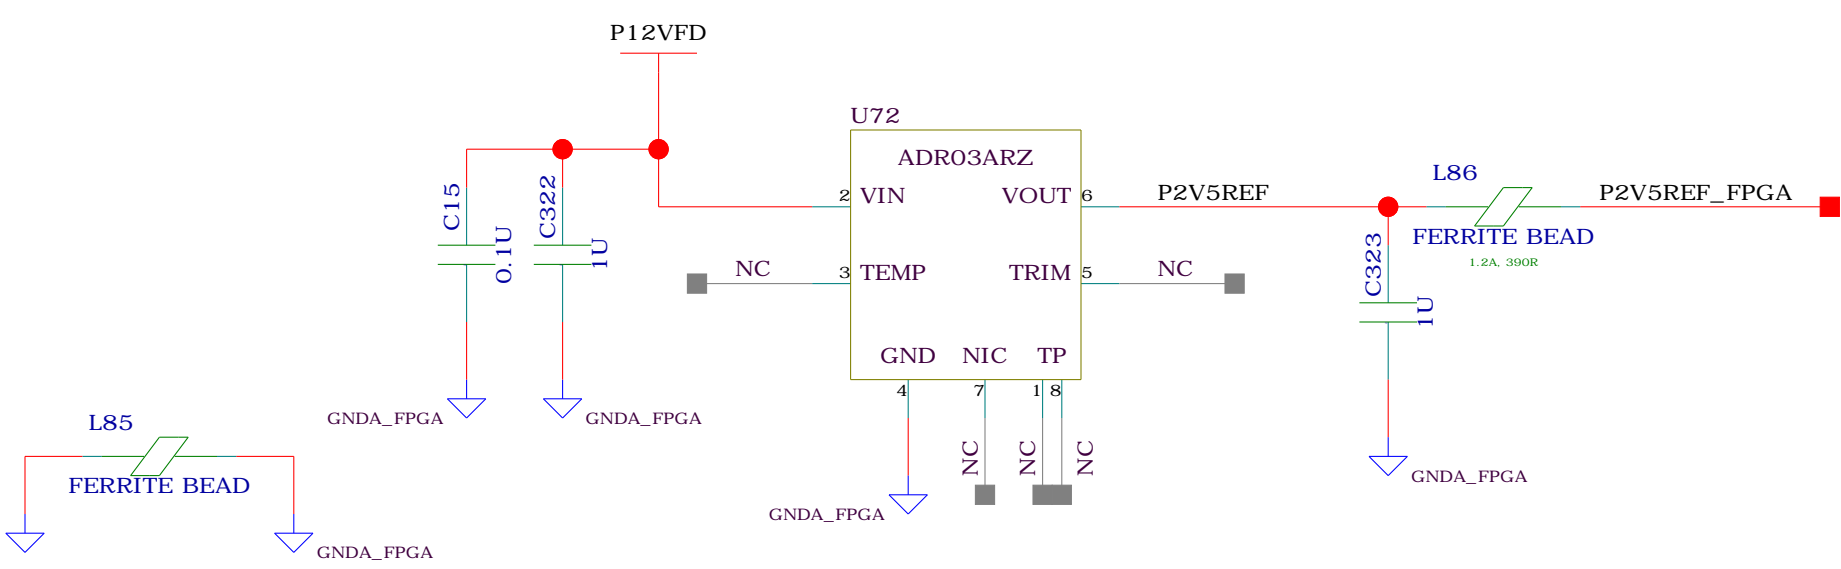 P12VFD
U72
ADR03ARZ
C15
0.1U
C322
1U
2 VIN
VOUT 6
P2V5REF
L86
P2V5REF_FPGA
FERRITE BEAD
1.2A, 390R
NC
3 TEMP
TRIM 5
NC
C323
1U
GND NIC TP
4 7 1 8
GNDA_FPGA
GNDA_FPGA
L85
FERRITE BEAD
NC
NC
NC
GNDA_FPGA
GNDA_FPGA
GNDA_FPGA